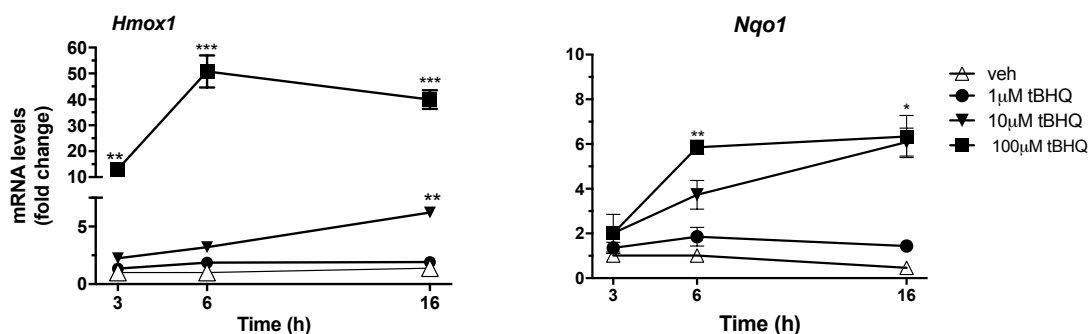 Hmox1
***
***
**
**
60
50
40
30
20
10
5
0
mRNA levels
(fold change)
3 6 16
Time (h)
Nqo1
**
*
10
8
6
4
2
0
3 6 16
Time (h)
veh
1µM tBHQ
10µM tBHQ
100µM tBHQ